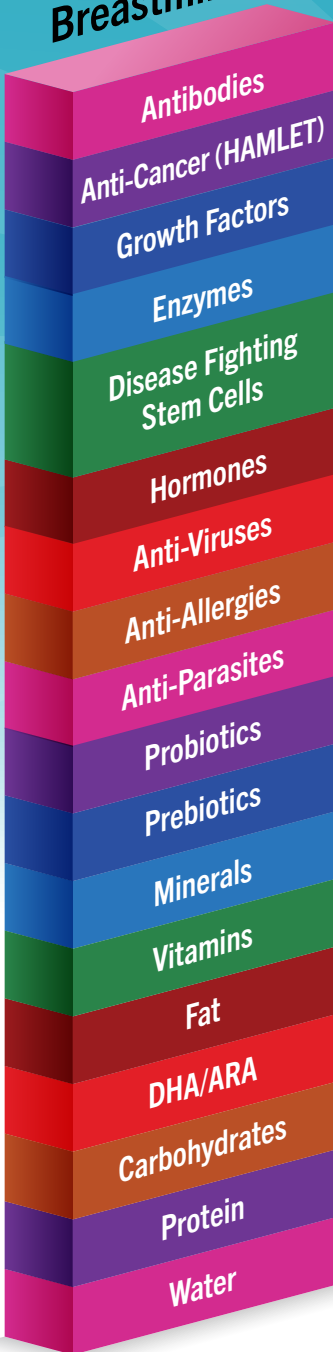 Antibodies
Anti-Cancer (HAMLET)
Growth Factors
Enzymes
Disease Fighting
Stem Cells
Hormones
Anti-Viruses
Anti-Allergies
Anti-Parasites
Probiotics
Prebiotics
Minerals
Vitamins
Fat
DHA/ARA
Carbohydrates
Protein
Water